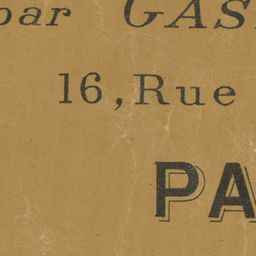 par GAS
16, Rue
PA